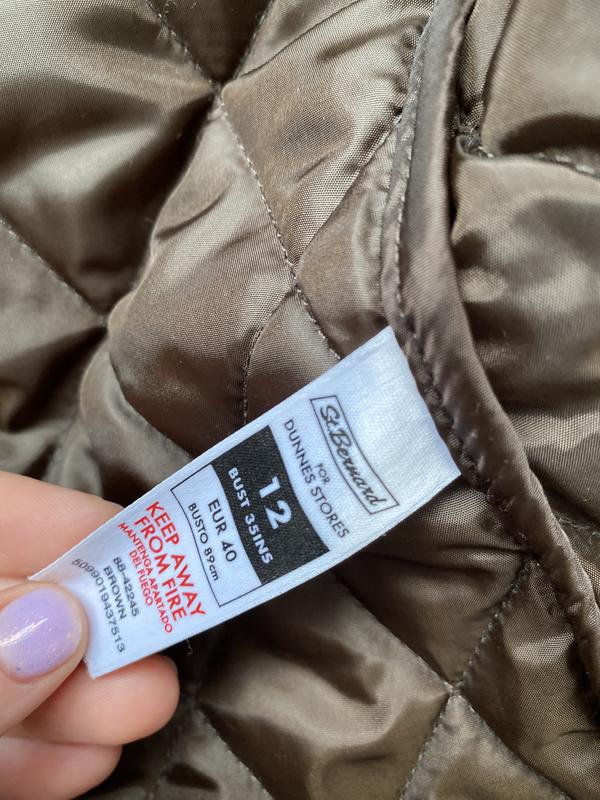 St. Bernard
FOR
DUNNES STORES
12
BUST 35INS
EUR 40
BUSTO 89cm
KEEP AWAY
FROM FIRE
MANTENGA APARTADO
DEL FUEGO
88-42245
BROWN
5099019437513